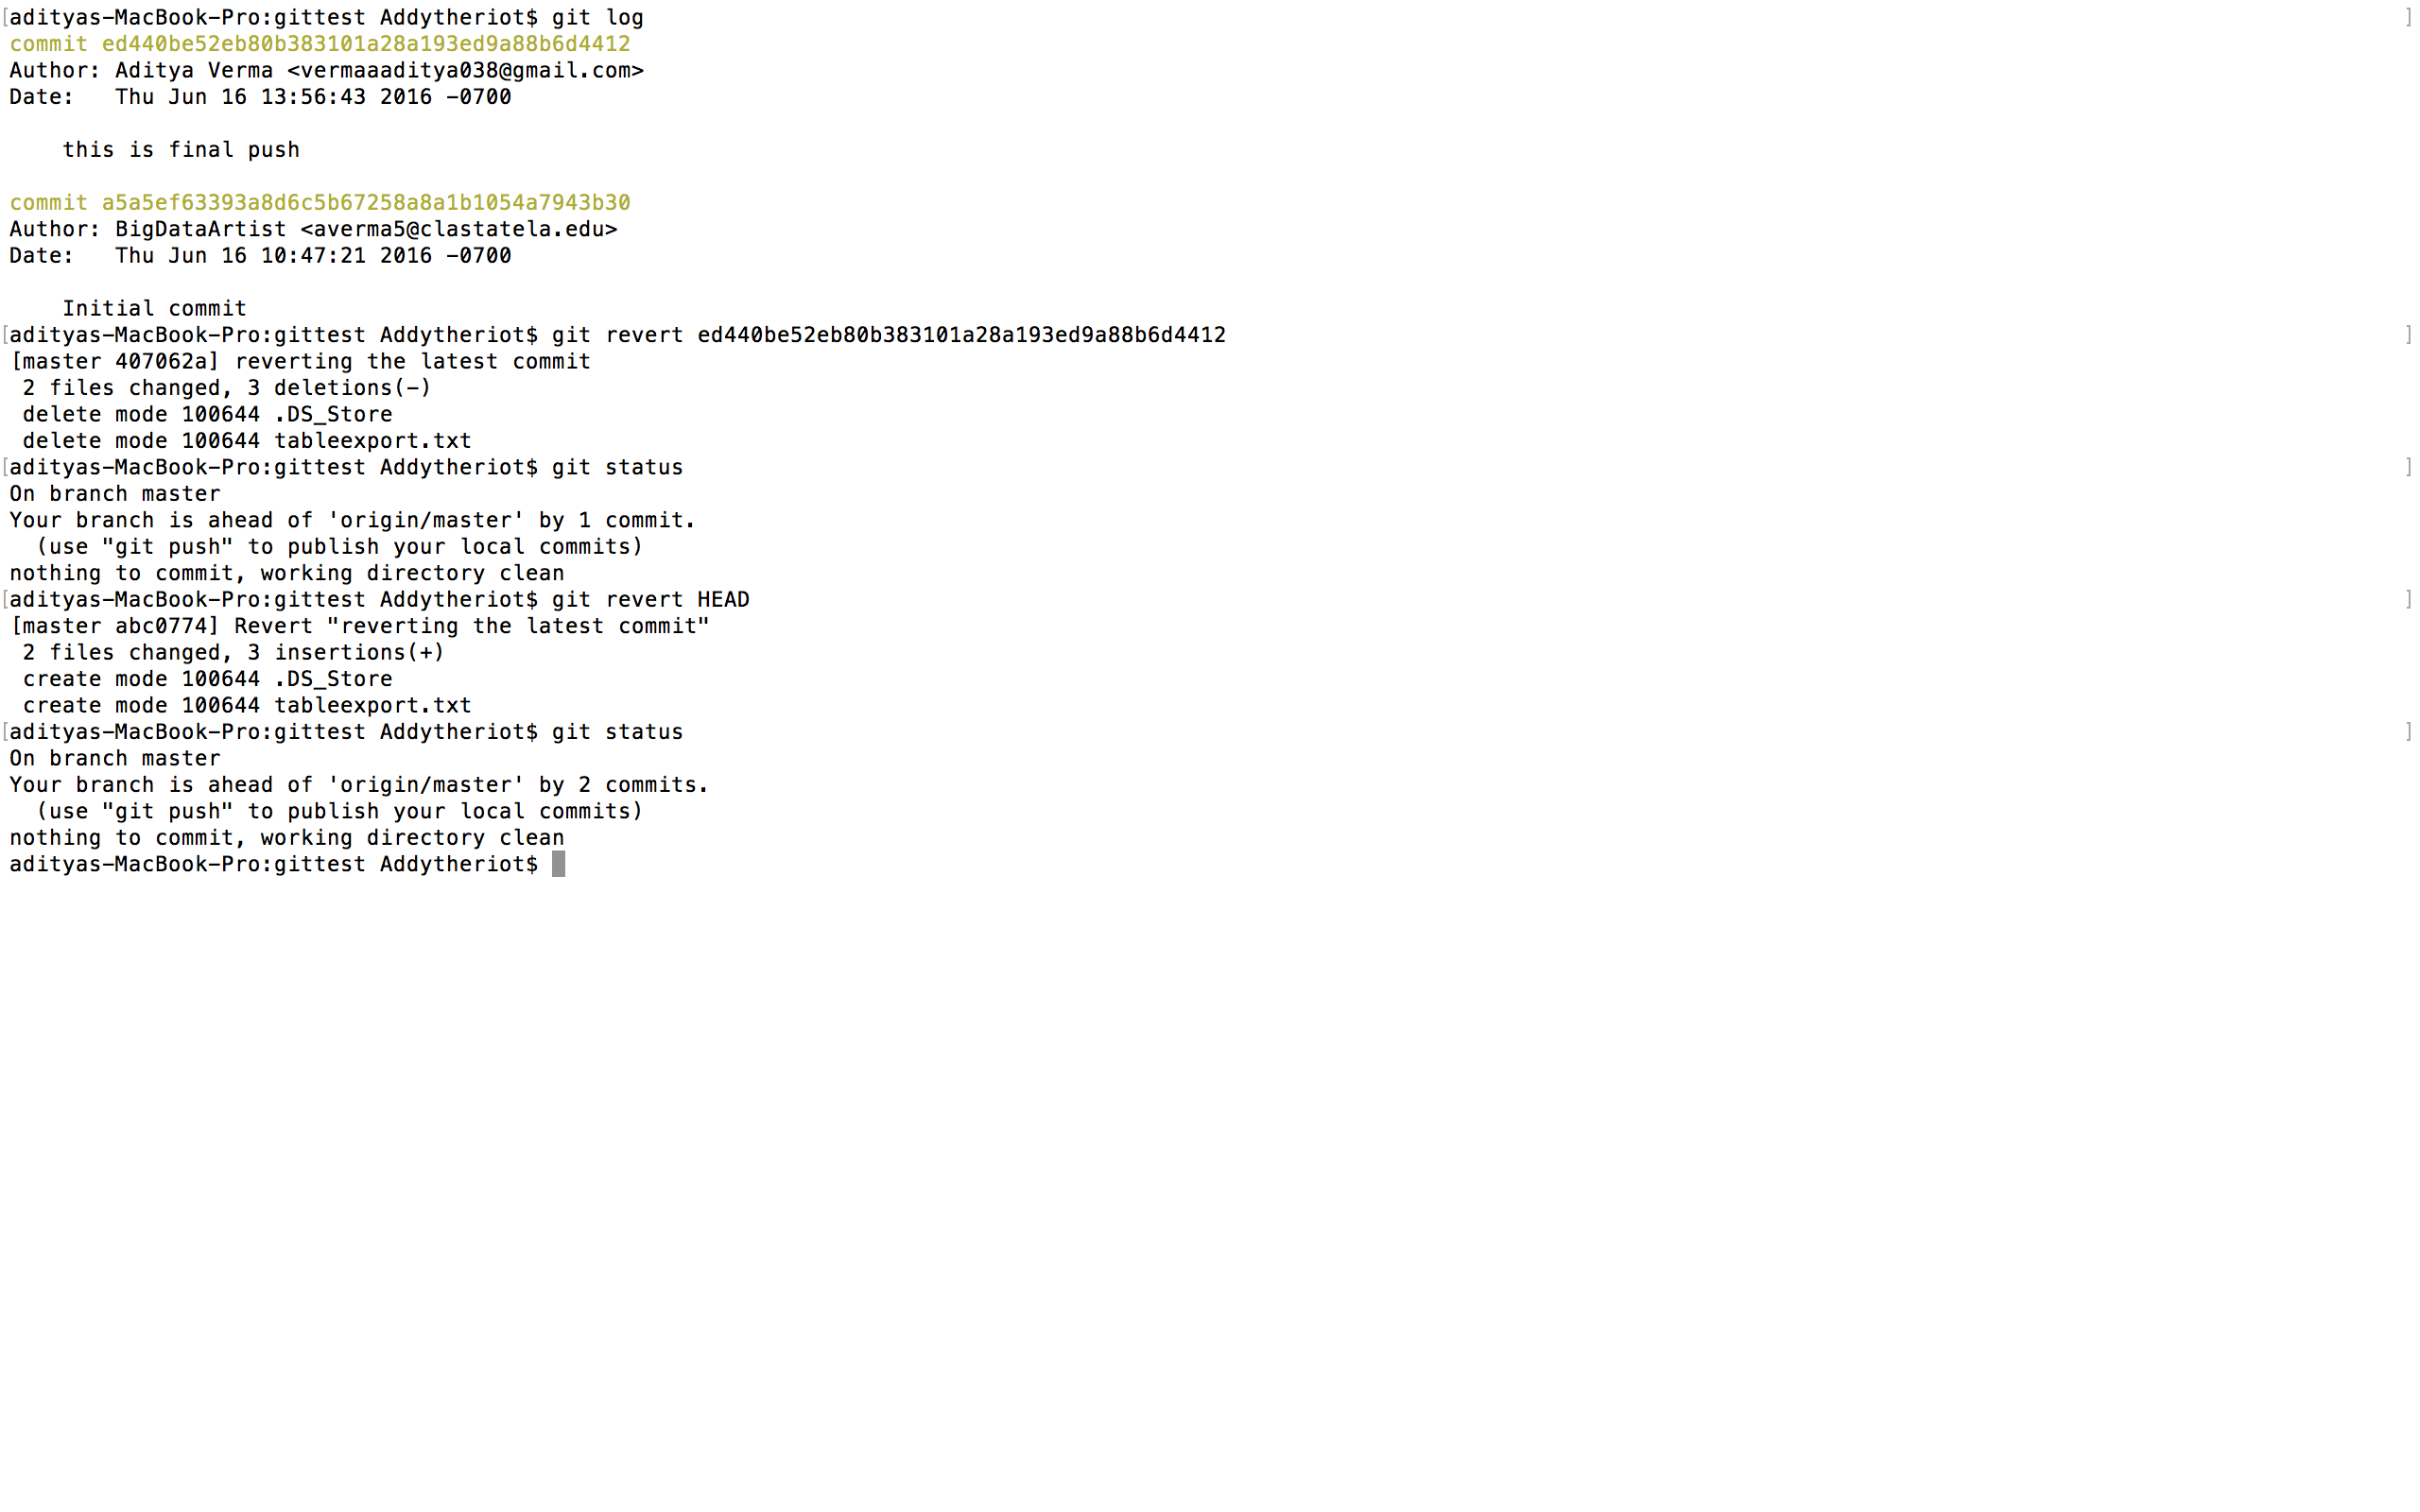 [adityas-MacBook-Pro:gittest Addytheriot$ git log ]
commit ed440be52eb80b383101a28a193ed9a88b6d4412
Author: Aditya Verma <vermaaaditya038@gmail.com>
Date:   Thu Jun 16 13:56:43 2016 -0700
    this is final push
commit a5a5ef63393a8d6c5b67258a8a1b1054a7943b30
Author: BigDataArtist <averma5@clastatela.edu>
Date:   Thu Jun 16 10:47:21 2016 -0700
    Initial commit
[adityas-MacBook-Pro:gittest Addytheriot$ git revert ed440be52eb80b383101a28a193ed9a88b6d4412 ]
[master 407062a] reverting the latest commit
 2 files changed, 3 deletions(-)
 delete mode 100644 .DS_Store
 delete mode 100644 tableexport.txt
[adityas-MacBook-Pro:gittest Addytheriot$ git status ]
On branch master
Your branch is ahead of 'origin/master' by 1 commit.
  (use "git push" to publish your local commits)
nothing to commit, working directory clean
[adityas-MacBook-Pro:gittest Addytheriot$ git revert HEAD ]
[master abc0774] Revert "reverting the latest commit"
 2 files changed, 3 insertions(+)
 create mode 100644 .DS_Store
 create mode 100644 tableexport.txt
[adityas-MacBook-Pro:gittest Addytheriot$ git status ]
On branch master
Your branch is ahead of 'origin/master' by 2 commits.
  (use "git push" to publish your local commits)
nothing to commit, working directory clean
adityas-MacBook-Pro:gittest Addytheriot$